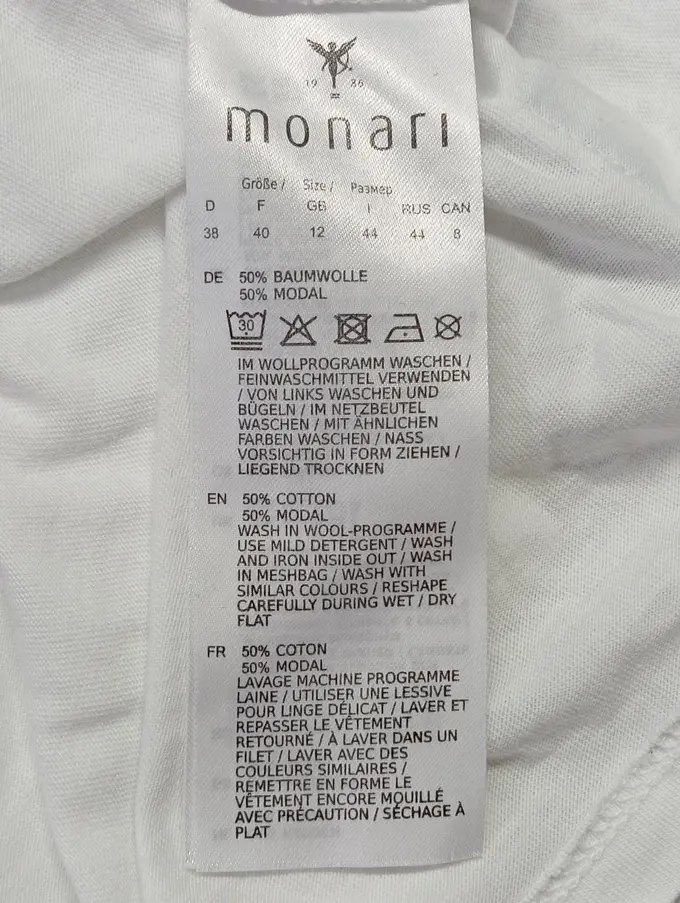 19 86
monari
Größe / Size / Размер
D F GB I RUS CAN
38 40 12 44 44 8
DE 50% BAUMWOLLE
50% MODAL
30
IM WOLLPROGRAMM WASCHEN /
FEINWASCHMITTEL VERWENDEN
/ VON LINKS WASCHEN UND
BÜGELN / IM NETZBEUTEL
WASCHEN / MIT ÄHNLICHEN
FARBEN WASCHEN / NASS
VORSICHTIG IN FORM ZIEHEN /
LIEGEND TROCKNEN
EN 50% COTTON
50% MODAL
WASH IN WOOL-PROGRAMME /
USE MILD DETERGENT / WASH
AND IRON INSIDE OUT / WASH
IN MESHBAG / WASH WITH
SIMILAR COLOURS / RESHAPE
CAREFULLY DURING WET / DRY
FLAT
FR 50% COTON
50% MODAL
LAVAGE MACHINE PROGRAMME
LAINE / UTILISER UNE LESSIVE
POUR LINGE DÉLICAT / LAVER ET
REPASSER LE VÊTEMENT
RETOURNÉ / À LAVER DANS UN
FILET / LAVER AVEC DES
COULEURS SIMILAIRES /
REMETTRE EN FORME LE
VÊTEMENT ENCORE MOUILLÉ
AVEC PRÉCAUTION / SÉCHAGE À
PLAT